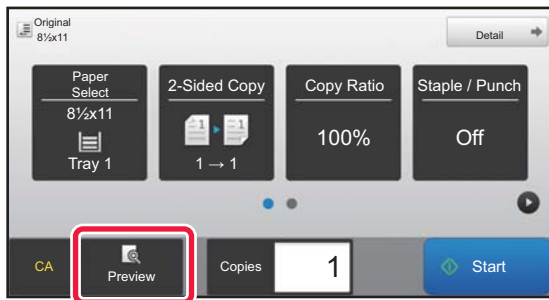 Original
8½x11
Detail
Paper
Select
8½x11
Tray 1
2-Sided Copy
1 → 1
Copy Ratio
100%
Staple / Punch
Off
CA
Preview
Copies
1
Start